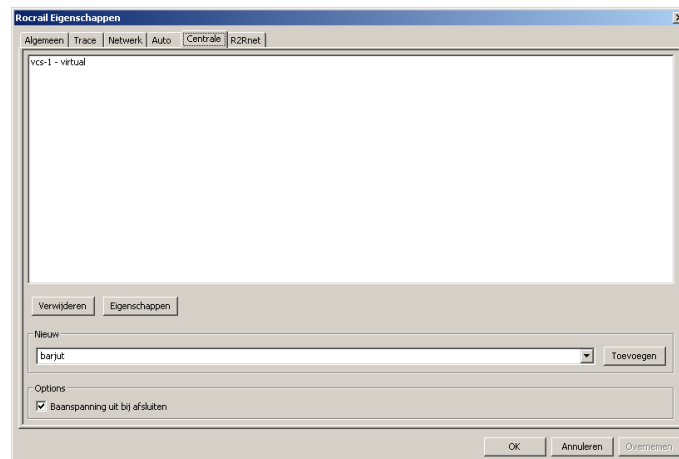 Rocrail Eigenschappen
Algemeen Trace Netwerk Auto Centrale R2Rnet
vcs-1 - virtual
Verwijderen Eigenschappen
Nieuw
barjut Toevoegen
Options
Baanspanning uit bij afsluiten
OK Annuleren Overnemen